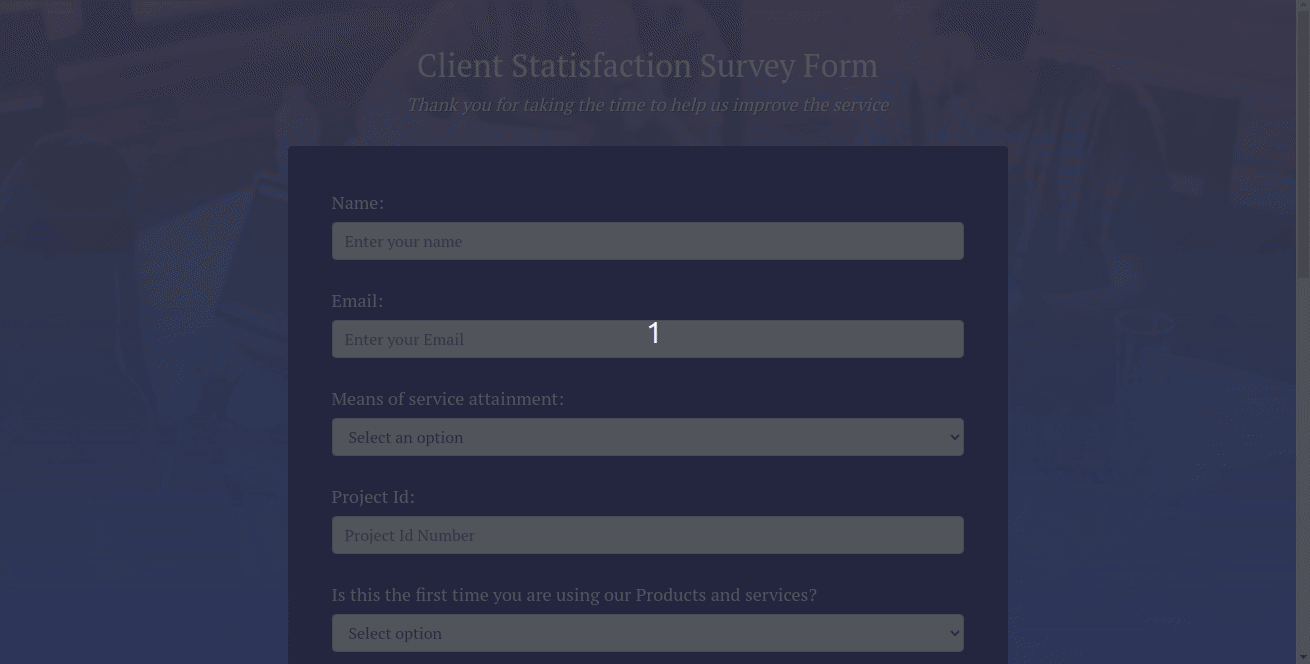 Client Statisfaction Survey Form
Thank you for taking the time to help us improve the service
Name:
Enter your name
Email:
Enter your Email
1
Means of service attainment:
Select an option
Project Id:
Project Id Number
Is this the first time you are using our Products and services?
Select option